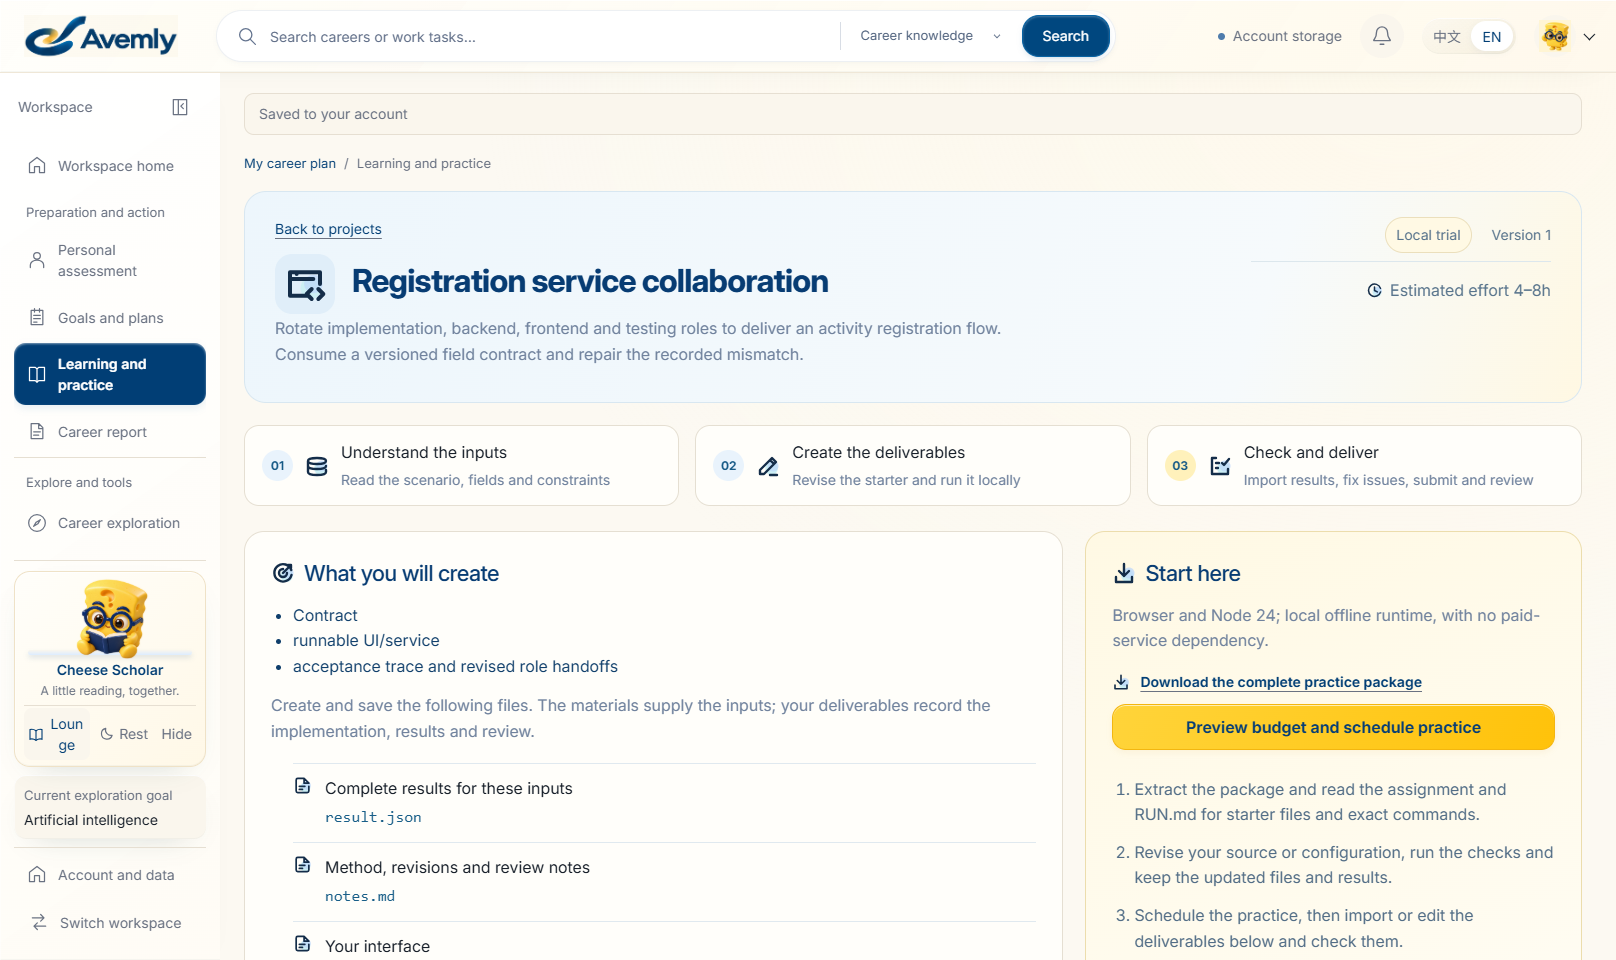 Avemly
Search careers or work tasks...
Career knowledge
Search
Account storage
中文
EN
Workspace
Workspace home
Preparation and action
Personal
assessment
Goals and plans
Learning and
practice
Career report
Explore and tools
Career exploration
Cheese Scholar
A little reading, together.
Loun
ge
Rest
Hide
Current exploration goal
Artificial intelligence
Account and data
Switch workspace
Saved to your account
My career plan / Learning and practice
Back to projects
Local trial
Version 1
Registration service collaboration
Estimated effort 4–8h
Rotate implementation, backend, frontend and testing roles to deliver an activity registration flow.
Consume a versioned field contract and repair the recorded mismatch.
01
Understand the inputs
Read the scenario, fields and constraints
02
Create the deliverables
Revise the starter and run it locally
03
Check and deliver
Import results, fix issues, submit and review
What you will create
• Contract
• runnable UI/service
• acceptance trace and revised role handoffs
Create and save the following files. The materials supply the inputs; your deliverables record the
implementation, results and review.
Complete results for these inputs
result.json
Method, revisions and review notes
notes.md
Your interface
Start here
Browser and Node 24; local offline runtime, with no paid-
service dependency.
Download the complete practice package
Preview budget and schedule practice
1. Extract the package and read the assignment and
RUN.md for starter files and exact commands.
2. Revise your source or configuration, run the checks and
keep the updated files and results.
3. Schedule the practice, then import or edit the
deliverables below and check them.